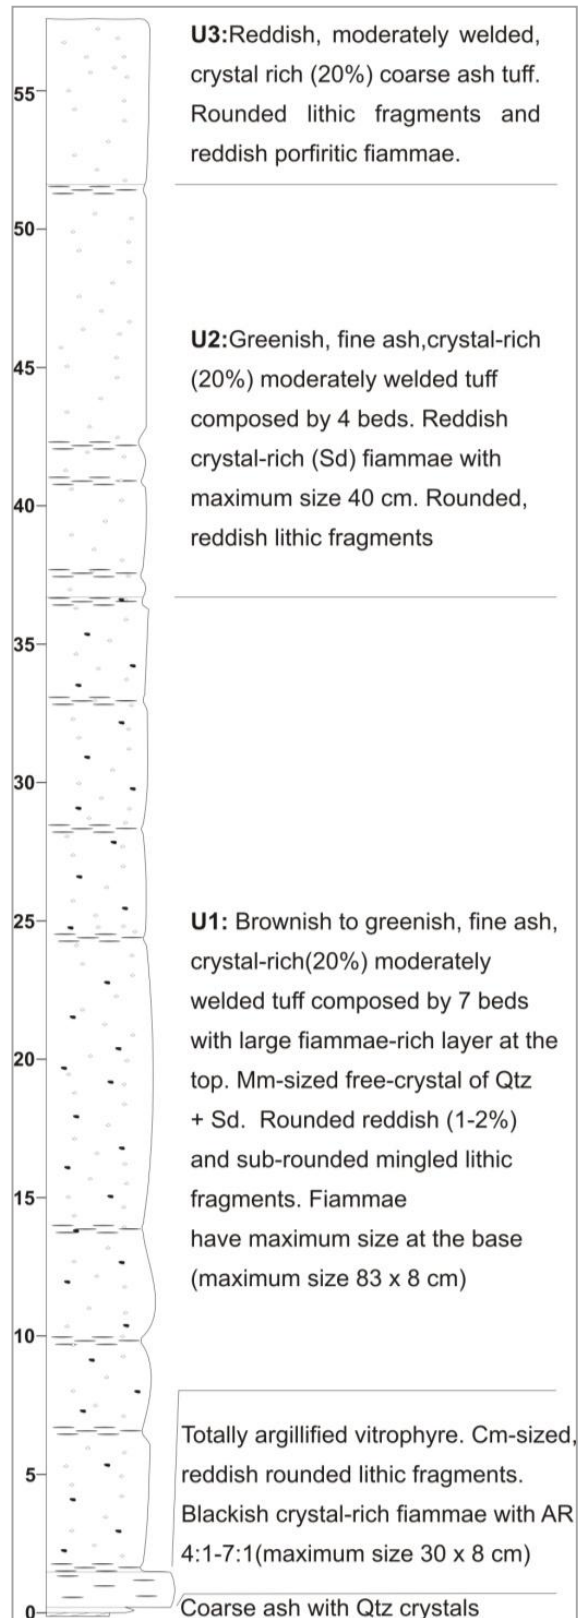 U3:Reddish, moderately welded,
crystal rich (20%) coarse ash tuff.
Rounded lithic fragments and
reddish porfiritic fiammae.
55
50
U2:Greenish, fine ash,crystal-rich
45
(20%) moderately welded tuff
composed by 4 beds. Reddish
crystal-rich (Sd) fiammae with
maximum size 40 cm. Rounded,
40
reddish lithic fragments
35
30
25
U1: Brownish to greenish, fine ash,
crystal-rich(20%) moderately
welded tuff composed by 7 beds
with large fiammae-rich layer at the
20
top. Mm-sized free-crystal of Qtz
+ Sd. Rounded reddish (1-2%)
and sub-rounded mingled lithic
15
fragments. Fiammae
have maximum size at the base
(maximum size 83 x 8 cm)
10
Totally argillified vitrophyre. Cm-sized,
5
reddish rounded lithic fragments.
Blackish crystal-rich fiammae with AR
4:1-7:1(maximum size 30 x 8 cm)
0
Coarse ash with Qtz crystals